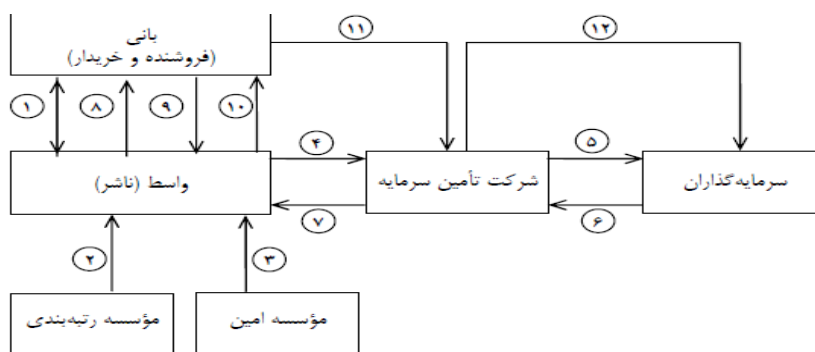 بانی
(فروشنده و خریدار)
۱۱
۱۲
۱
۸
۹
۱۰
۴
۵
واسط (ناشر)
شرکت تأمین سرمایه
سرمایه‌گذاران
۷
۶
۲
۳
مؤسسه رتبه‌بندی
مؤسسه امین